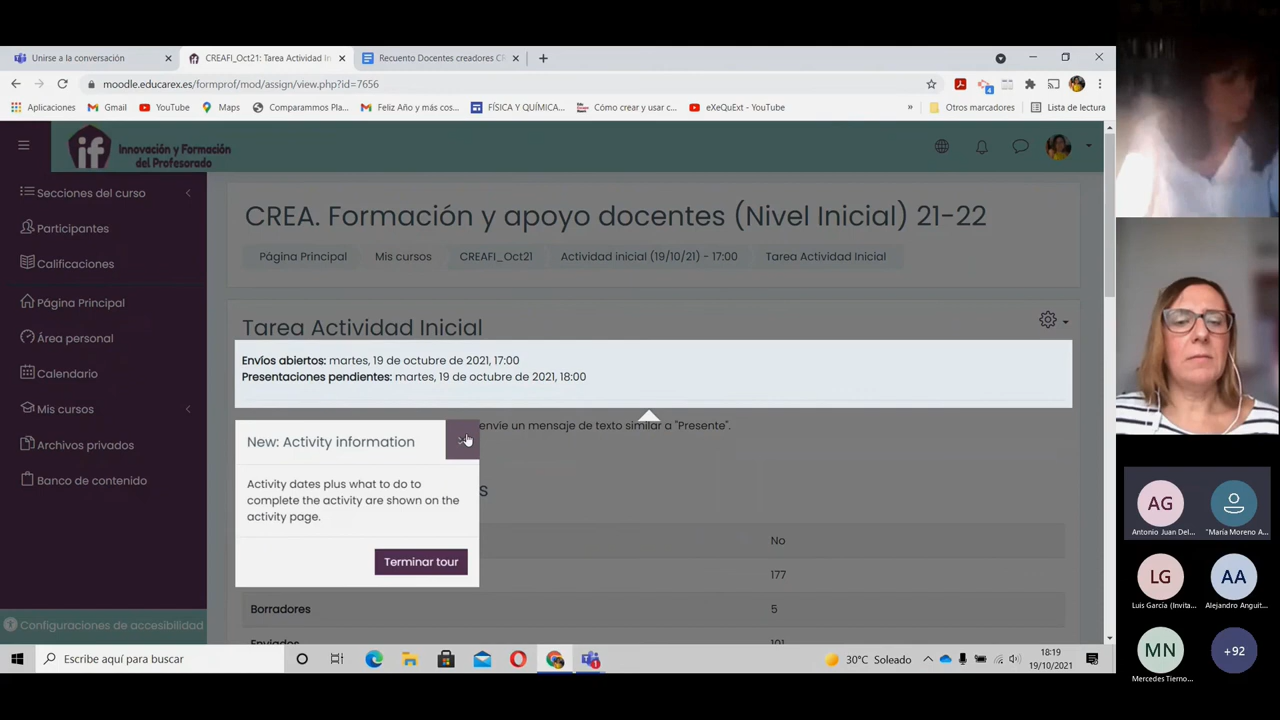 Unirse a la conversación
CREAFI_Oct21: Tarea Actividad In
Recuento Docentes creadores CR
moodle.educarex.es/formprof/mod/assign/view.php?id=7656
Aplicaciones
Gmail
YouTube
Maps
Comparammos Pla...
Feliz Año y más cos...
FÍSICA Y QUÍMICA...
Cómo crear y usar c...
eXeQuExt - YouTube
»
Otros marcadores
Lista de lectura
if Innovación y Formación
del Profesorado
Secciones del curso
Participantes
Calificaciones
Página Principal
Área personal
Calendario
Mis cursos
Archivos privados
Banco de contenido
Configuraciones de accesibilidad
CREA. Formación y apoyo docentes (Nivel Inicial) 21-22
Página Principal
Mis cursos
CREAFI_Oct21
Actividad inicial (19/10/21) - 17:00
Tarea Actividad Inicial
Tarea Actividad Inicial
Envíos abiertos: martes, 19 de octubre de 2021, 17:00
Presentaciones pendientes: martes, 19 de octubre de 2021, 18:00
envie un mensaje de texto similar a "Presente".
New: Activity information
Activity dates plus what to do to
complete the activity are shown on the
activity page.
Terminar tour
s
No
177
Borradores 5
Enviados 101
Escribe aquí para buscar
30°C Soleado
18:19
19/10/2021
AG
Antonio Juan Del...
"María Moreno A...
LG
Luis García (Invita...
AA
Alejandro Anguit...
MN
Mercedes Tierno...
+92